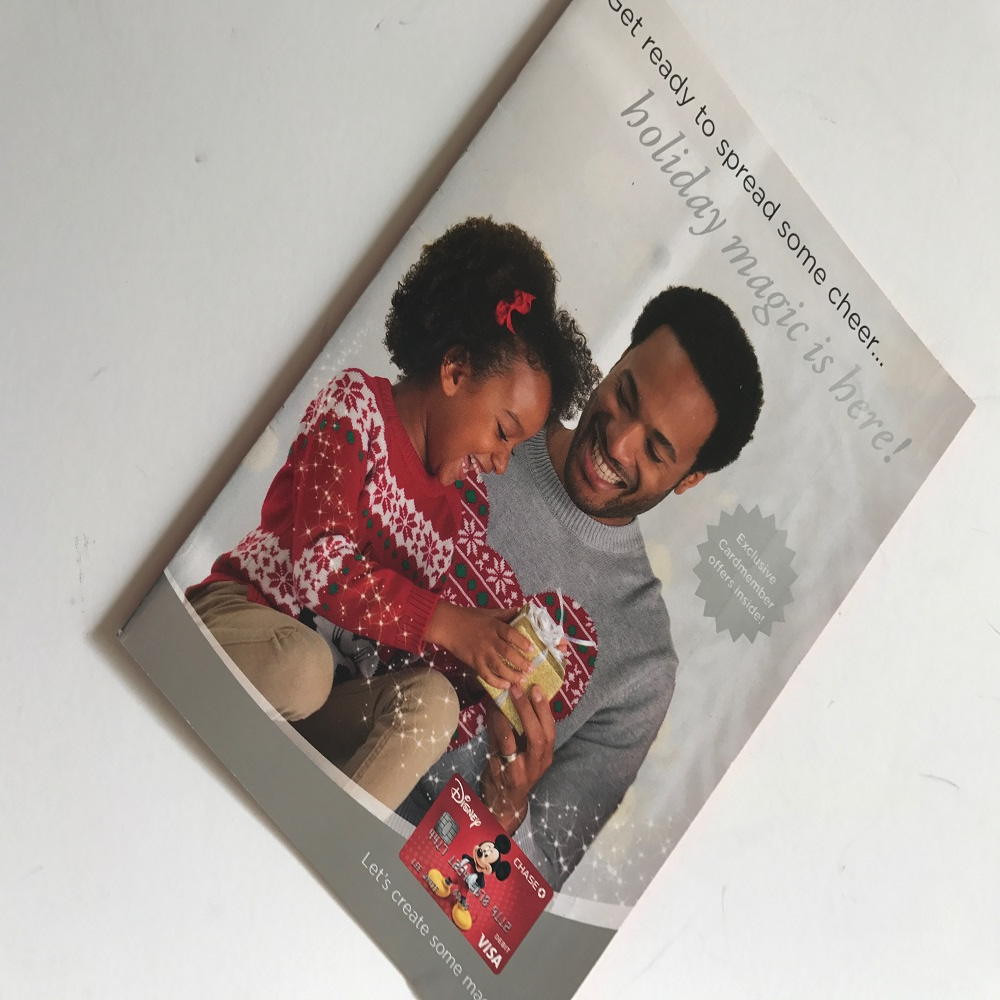 Get ready to spread some cheer...
holiday magic is here!
Exclusive
Cardmember
offers inside!
Disney
CHASE
DEBIT
VISA
Let's create some